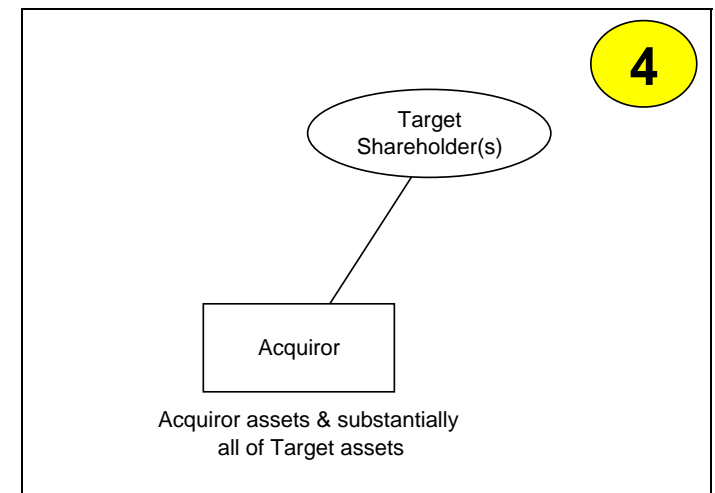 4
Target
Shareholder(s)
Acquiror
Acquiror assets & substantially
all of Target assets